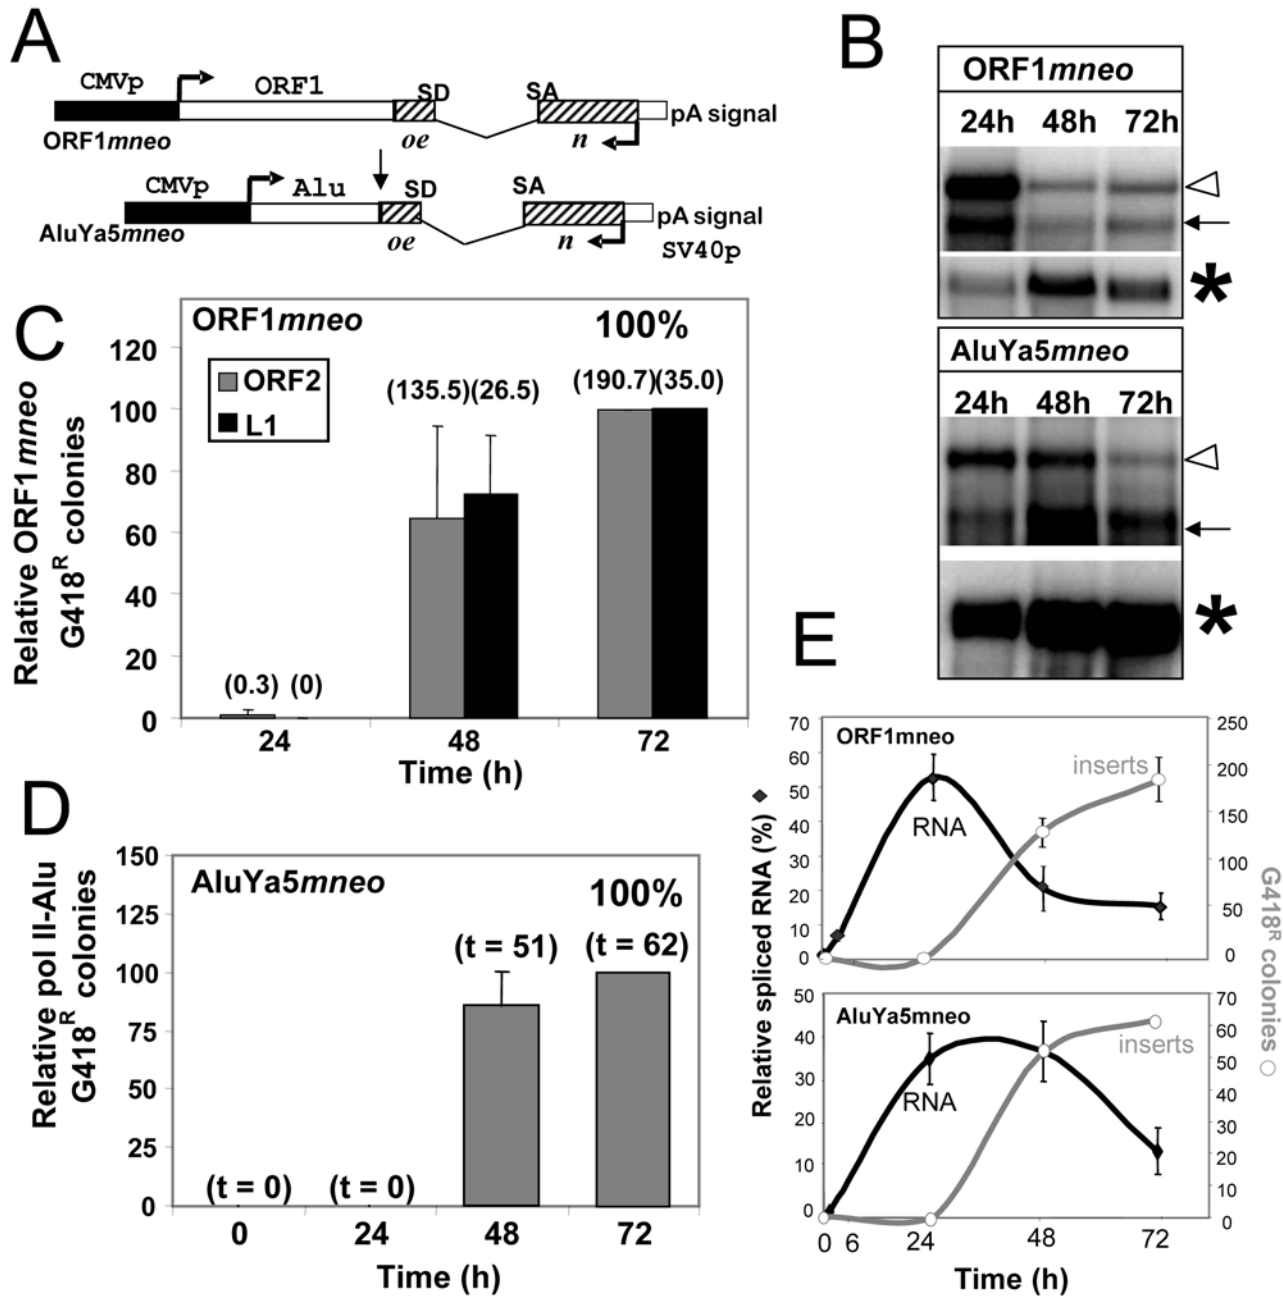 A
CMVp
ORF1
SD
SA
pA signal
ORF1mneo
oe
n
CMVp
Alu
SD
SA
pA signal
AluYa5mneo
oe
n
SV40p
B
ORF1mneo
24h 48h 72h
*
AluYa5mneo
24h 48h 72h
*
C
ORF1mneo
100%
ORF2
L1
(135.5)(26.5)
(190.7)(35.0)
(0.3) (0)
Relative ORF1mneo
G418R colonies
120
100
80
60
40
20
0
24 48 72
Time (h)
D
AluYa5mneo
100%
(t = 51)
(t = 62)
(t = 0)
(t = 0)
Relative pol II-Alu
G418R colonies
150
125
100
75
50
25
0
0 24 48 72
Time (h)
E
ORF1mneo
inserts
RNA
70
60
50
40
30
20
10
0
250
200
150
100
50
0
AluYa5mneo
inserts
RNA
50
40
30
20
10
0
70
60
50
40
30
20
10
0
Relative spliced RNA (%)
G418R colonies
0 6 24 48 72
Time (h)